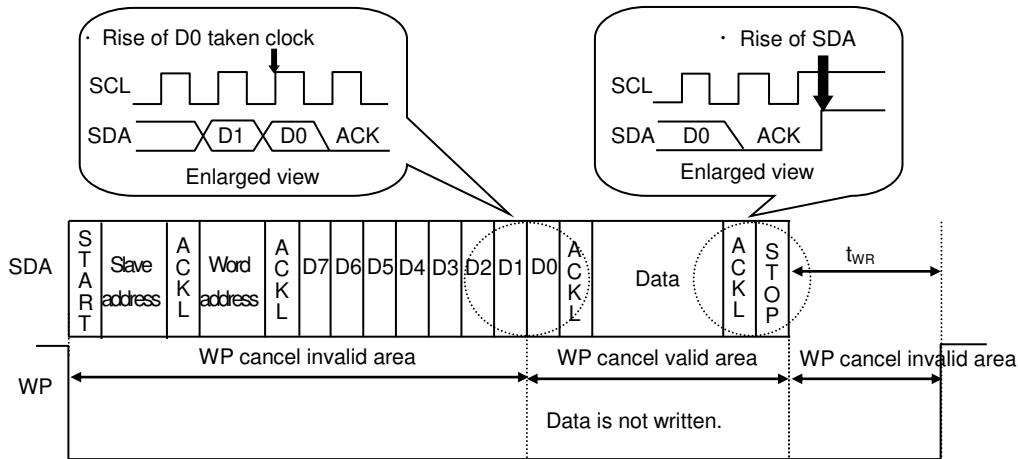 · Rise of D0 taken clock
SCL
SDA D1 D0 ACK
Enlarged view
· Rise of SDA
SCL
SDA D0 ACK
Enlarged view
SDA START Slave address ACKL Word address ACKL D7 D6 D5 D4 D3 D2 D1 D0 ACKL Data ACKL STOP tWR
WP cancel invalid area WP cancel valid area WP cancel invalid area
WP
Data is not written.